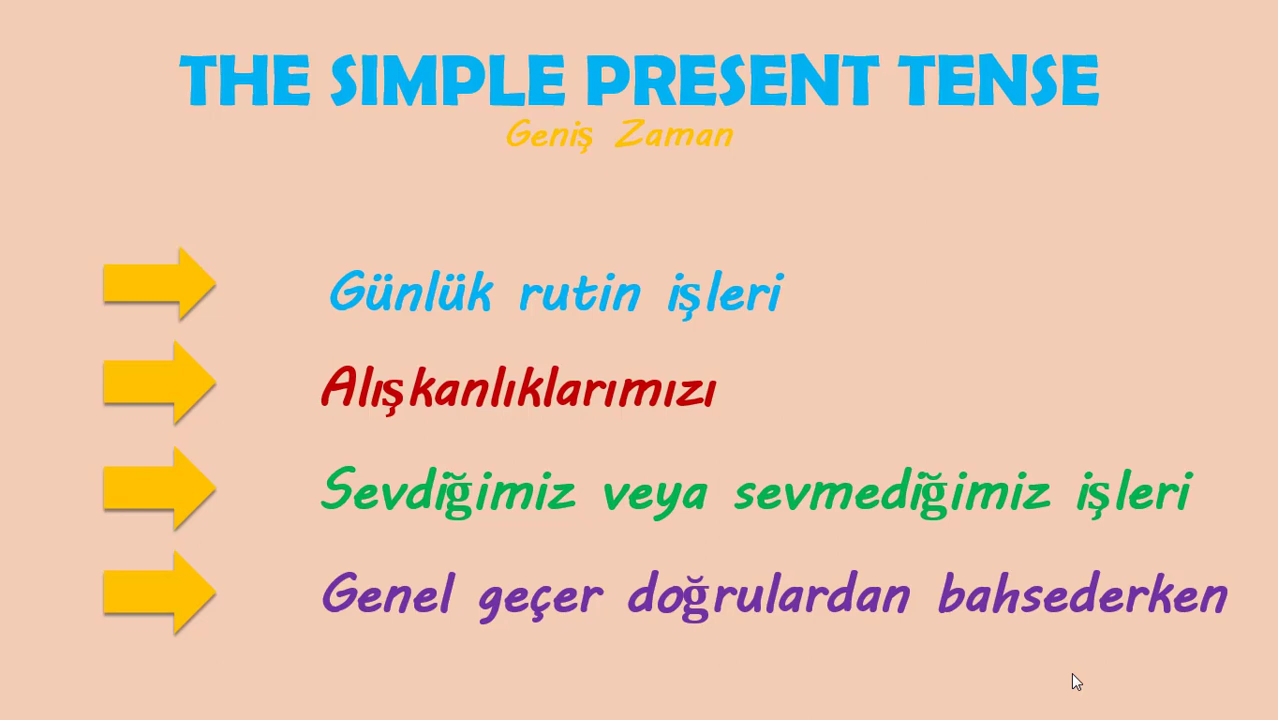 THE SIMPLE PRESENT TENSE
Geniş Zaman
Günlük rutin işleri
Alışkanlıklarımızı
Sevdiğimiz veya sevmediğimiz işleri
Genel geçer doğrulardan bahsederken